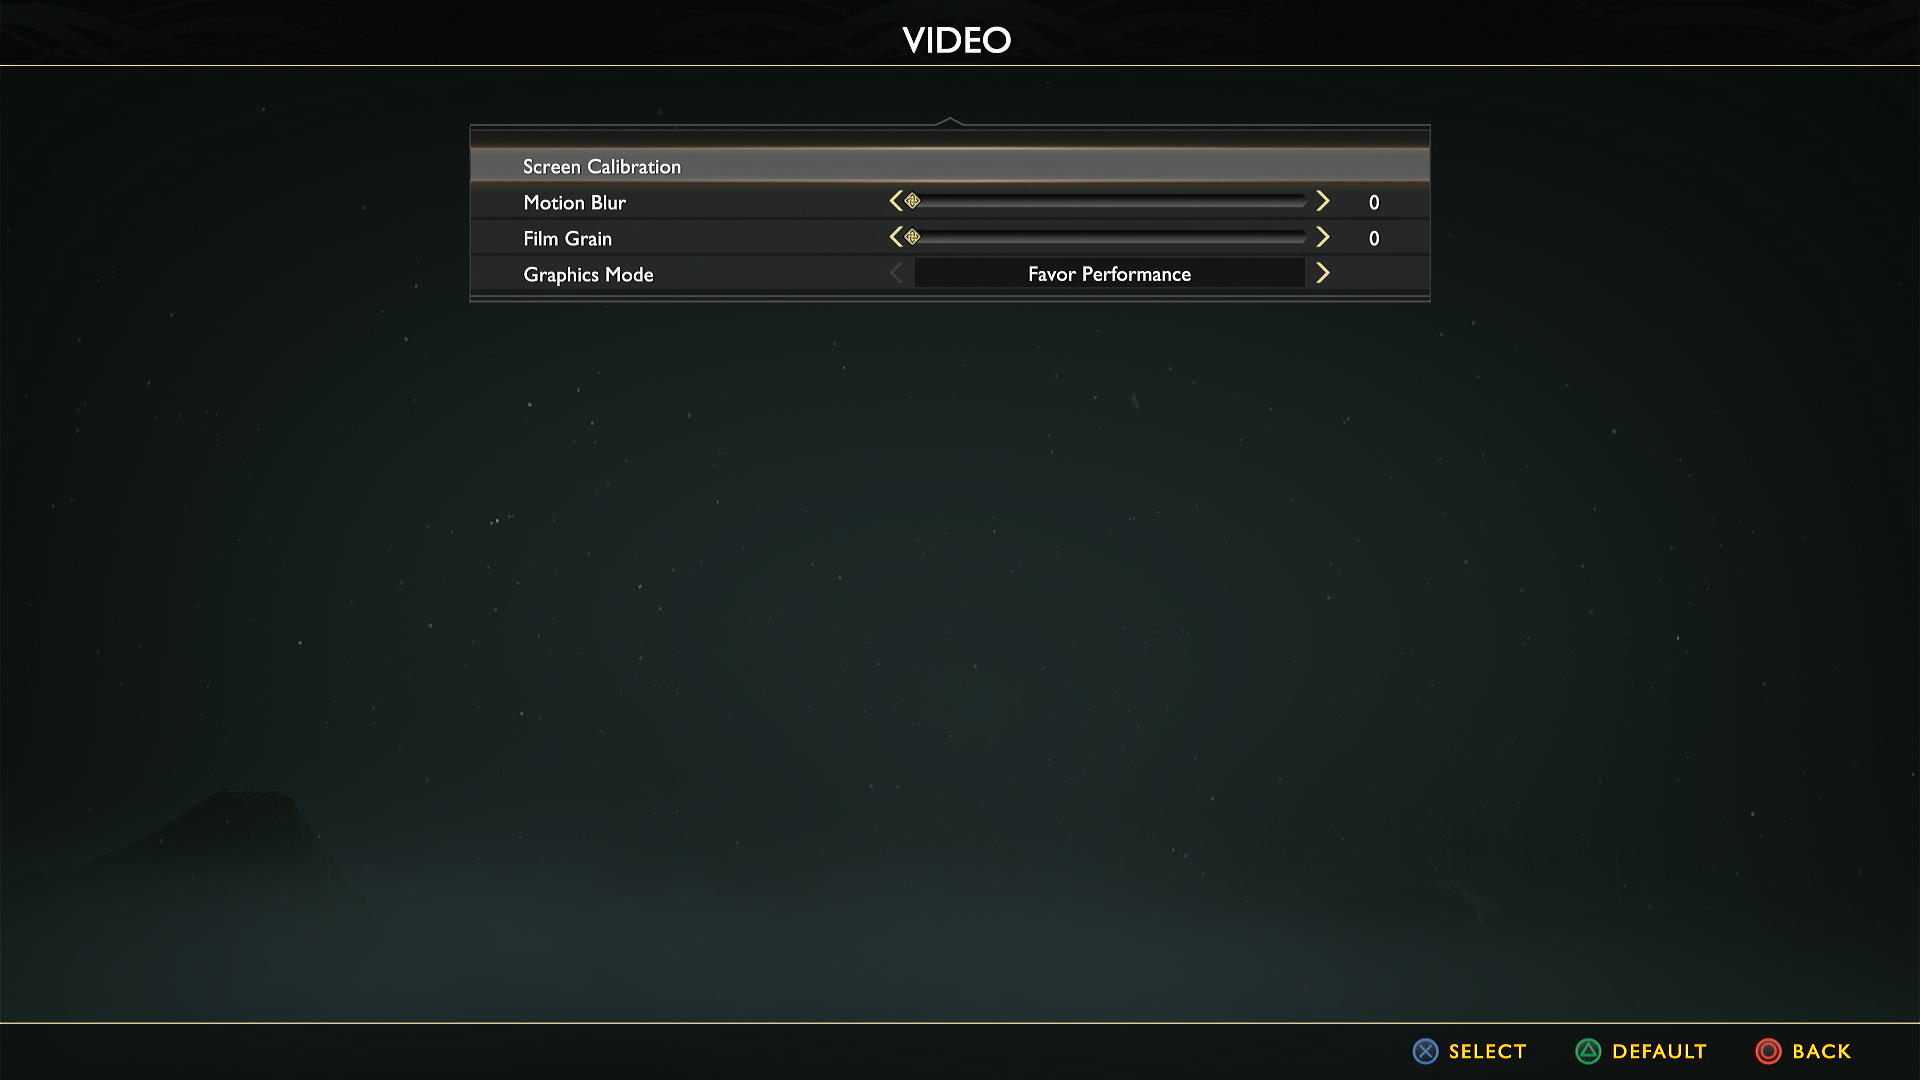 VIDEO
Screen Calibration
Motion Blur 0
Film Grain 0
Graphics Mode Favor Performance
SELECT DEFAULT BACK